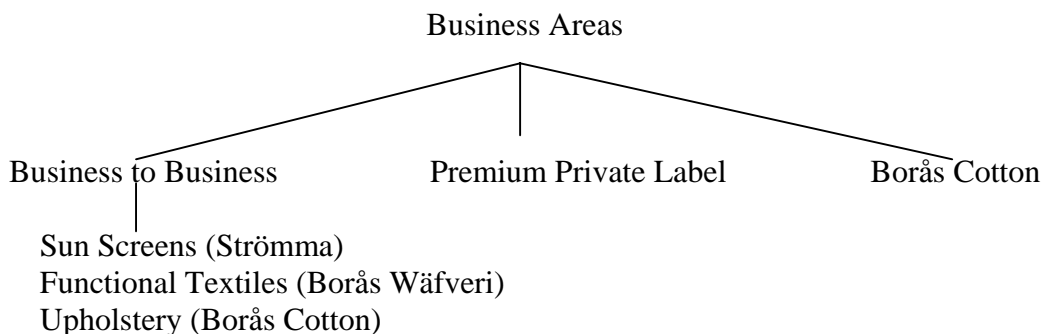 Business Areas
Business to Business Premium Private Label Borås Cotton
Sun Screens (Strömma)
Functional Textiles (Borås Wäfveri)
Upholstery (Borås Cotton)